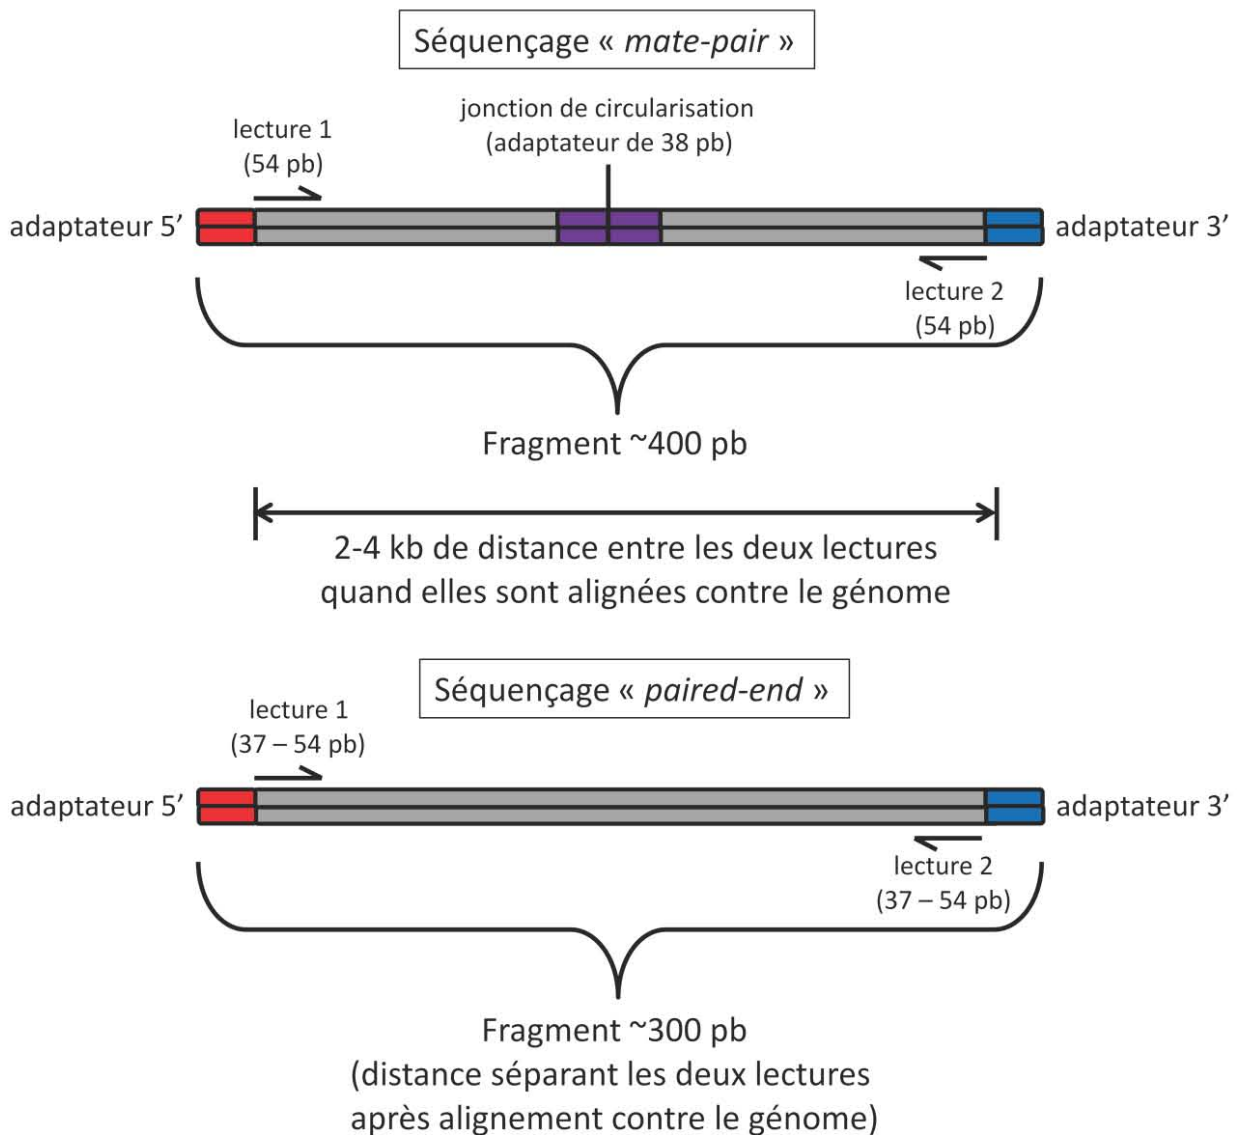 Séquençage « mate-pair »
jonction de circularisation
(adaptateur de 38 pb)
lecture 1
(54 pb)
adaptateur 5’
adaptateur 3’
lecture 2
(54 pb)
Fragment ~400 pb
2-4 kb de distance entre les deux lectures
quand elles sont alignées contre le génome
Séquençage « paired-end »
lecture 1
(37 – 54 pb)
adaptateur 5’
adaptateur 3’
lecture 2
(37 – 54 pb)
Fragment ~300 pb
(distance séparant les deux lectures
après alignement contre le génome)